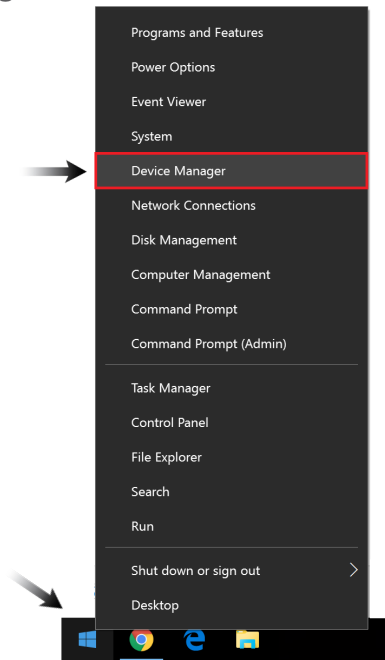 Programs and Features
Power Options
Event Viewer
System
Device Manager
Network Connections
Disk Management
Computer Management
Command Prompt
Command Prompt (Admin)
Task Manager
Control Panel
File Explorer
Search
Run
Shut down or sign out
Desktop